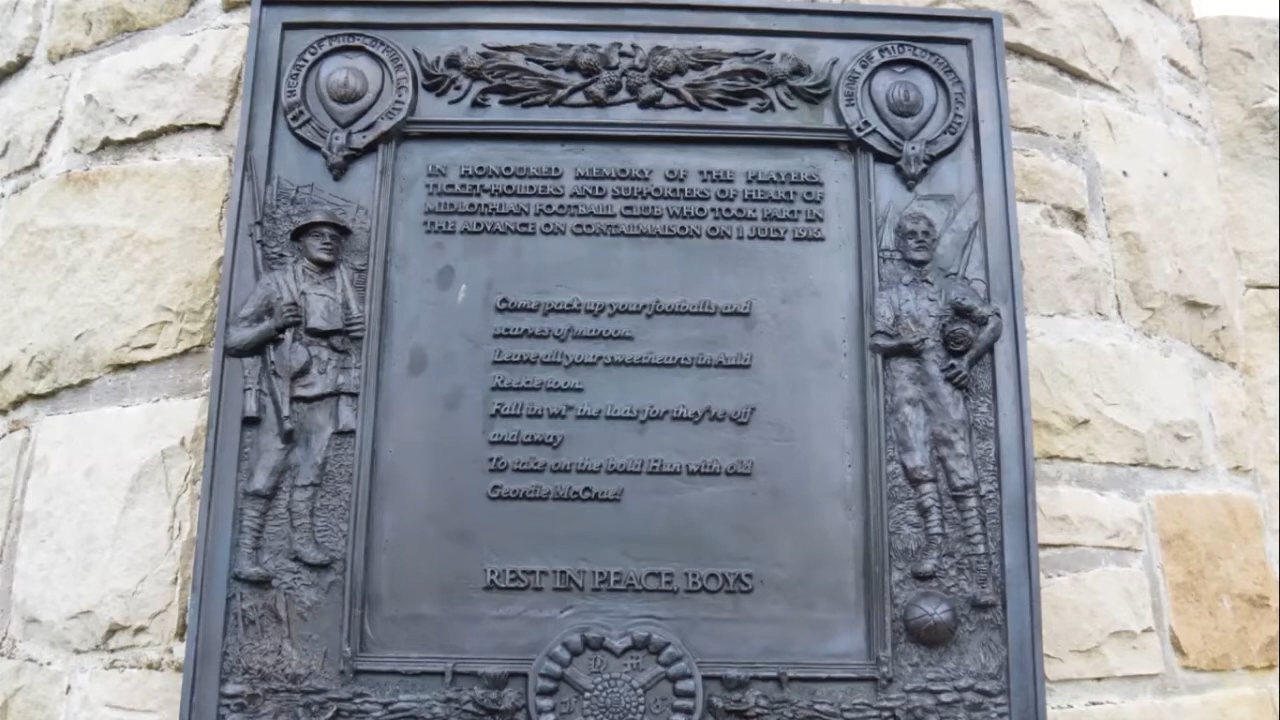 HEART OF MID-LOTHIAN F.C. LTD.
HEART OF MID-LOTHIAN F.C. LTD.
IN HONOURED MEMORY OF THE PLAYERS,
TICKET-HOLDERS AND SUPPORTERS OF HEART OF
MIDLOTHIAN FOOTBALL CLUB WHO TOOK PART IN
THE ADVANCE ON CONTALMAISON ON 1 JULY 1916.
Come pack up your footballs and
scarves of maroon.
Leave all your sweethearts in Auld
Reekie toon.
Fall in wi' the lads for they're off
and away
To take on the bold Hun with old
Geordie McCrae!
REST IN PEACE, BOYS
H M